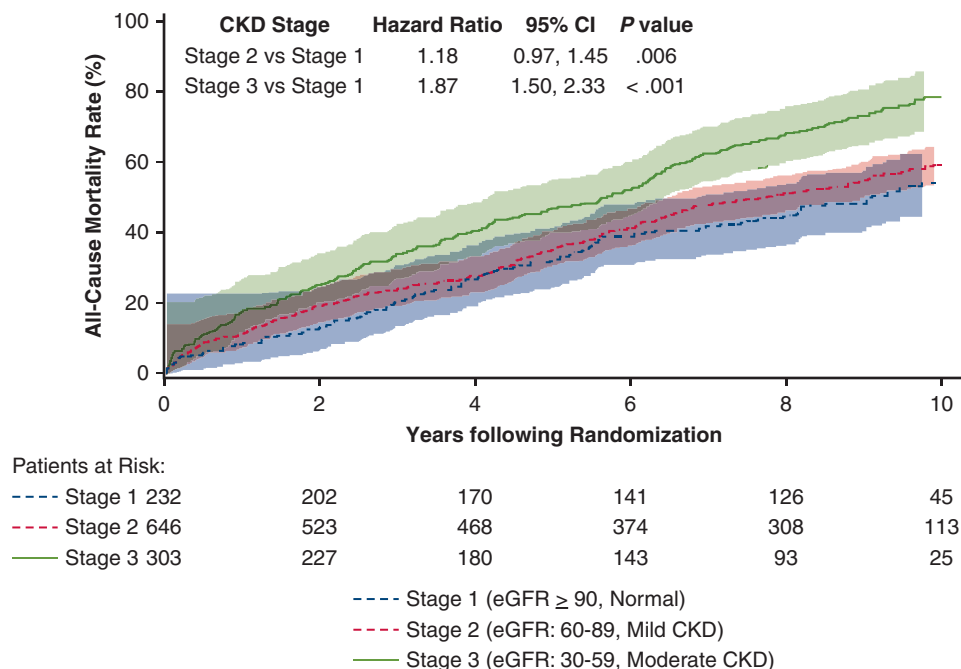 CKD Stage Hazard Ratio 95% CI P value
Stage 2 vs Stage 1 1.18 0.97, 1.45 .006
Stage 3 vs Stage 1 1.87 1.50, 2.33 < .001
All-Cause Mortality Rate (%)
100
80
60
40
20
0
0 2 4 6 8 10
Years following Randomization
Patients at Risk:
Stage 1 232 202 170 141 126 45
Stage 2 646 523 468 374 308 113
Stage 3 303 227 180 143 93 25
Stage 1 (eGFR ≥ 90, Normal)
Stage 2 (eGFR: 60-89, Mild CKD)
Stage 3 (eGFR: 30-59, Moderate CKD)